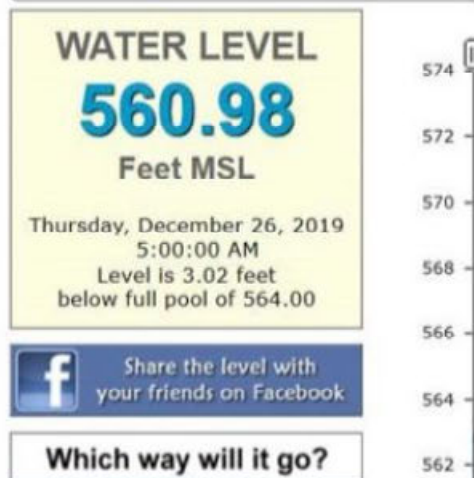 WATER LEVEL
560.98
Feet MSL
Thursday, December 26, 2019
5:00:00 AM
Level is 3.02 feet
below full pool of 564.00
f Share the level with
your friends on Facebook
Which way will it go?
574
572
570
568
566
564
562